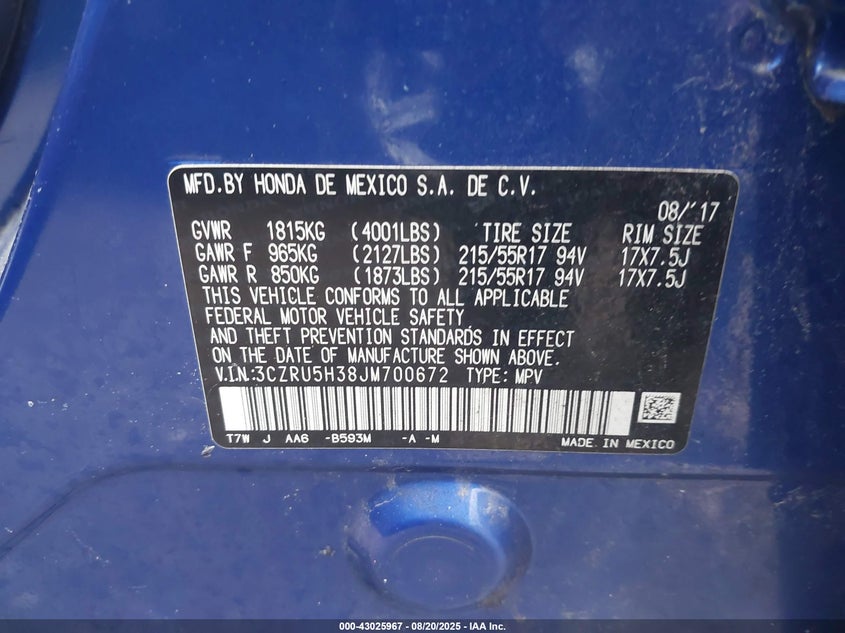 MFD.BY HONDA DE MEXICO S.A. DE C.V.
08/'17
GVWR 1815KG (4001LBS) TIRE SIZE RIM SIZE
GAWR F 965KG (2127LBS) 215/55R17 94V 17X7.5J
GAWR R 850KG (1873LBS) 215/55R17 94V 17X7.5J
THIS VEHICLE CONFORMS TO ALL APPLICABLE
FEDERAL MOTOR VEHICLE SAFETY
AND THEFT PREVENTION STANDARDS IN EFFECT
ON THE DATE OF MANUFACTURE SHOWN ABOVE.
V.I.N:3CZRU5H38JM700672 TYPE: MPV
T7W J AA6 -B593M -A -M
MADE IN MEXICO
000-43025967 - 08/20/2025 - IAA Inc.